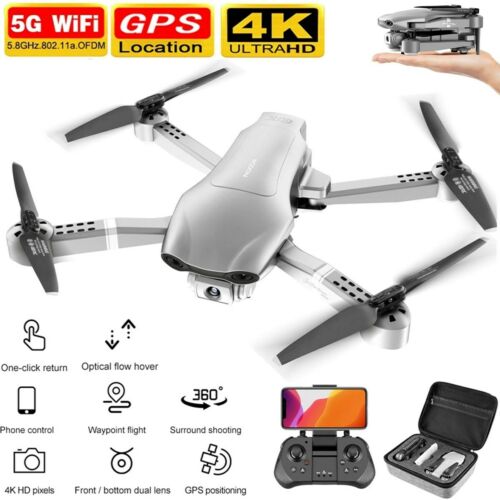 5G WiFi
5.8GHz.802.11a.OFDM
GPS
Location
4K
ULTRAHD
One-click return
Optical flow hover
360°
Phone control
Waypoint flight
Surround shooting
4K HD pixels
Front / bottom dual lens
GPS positioning